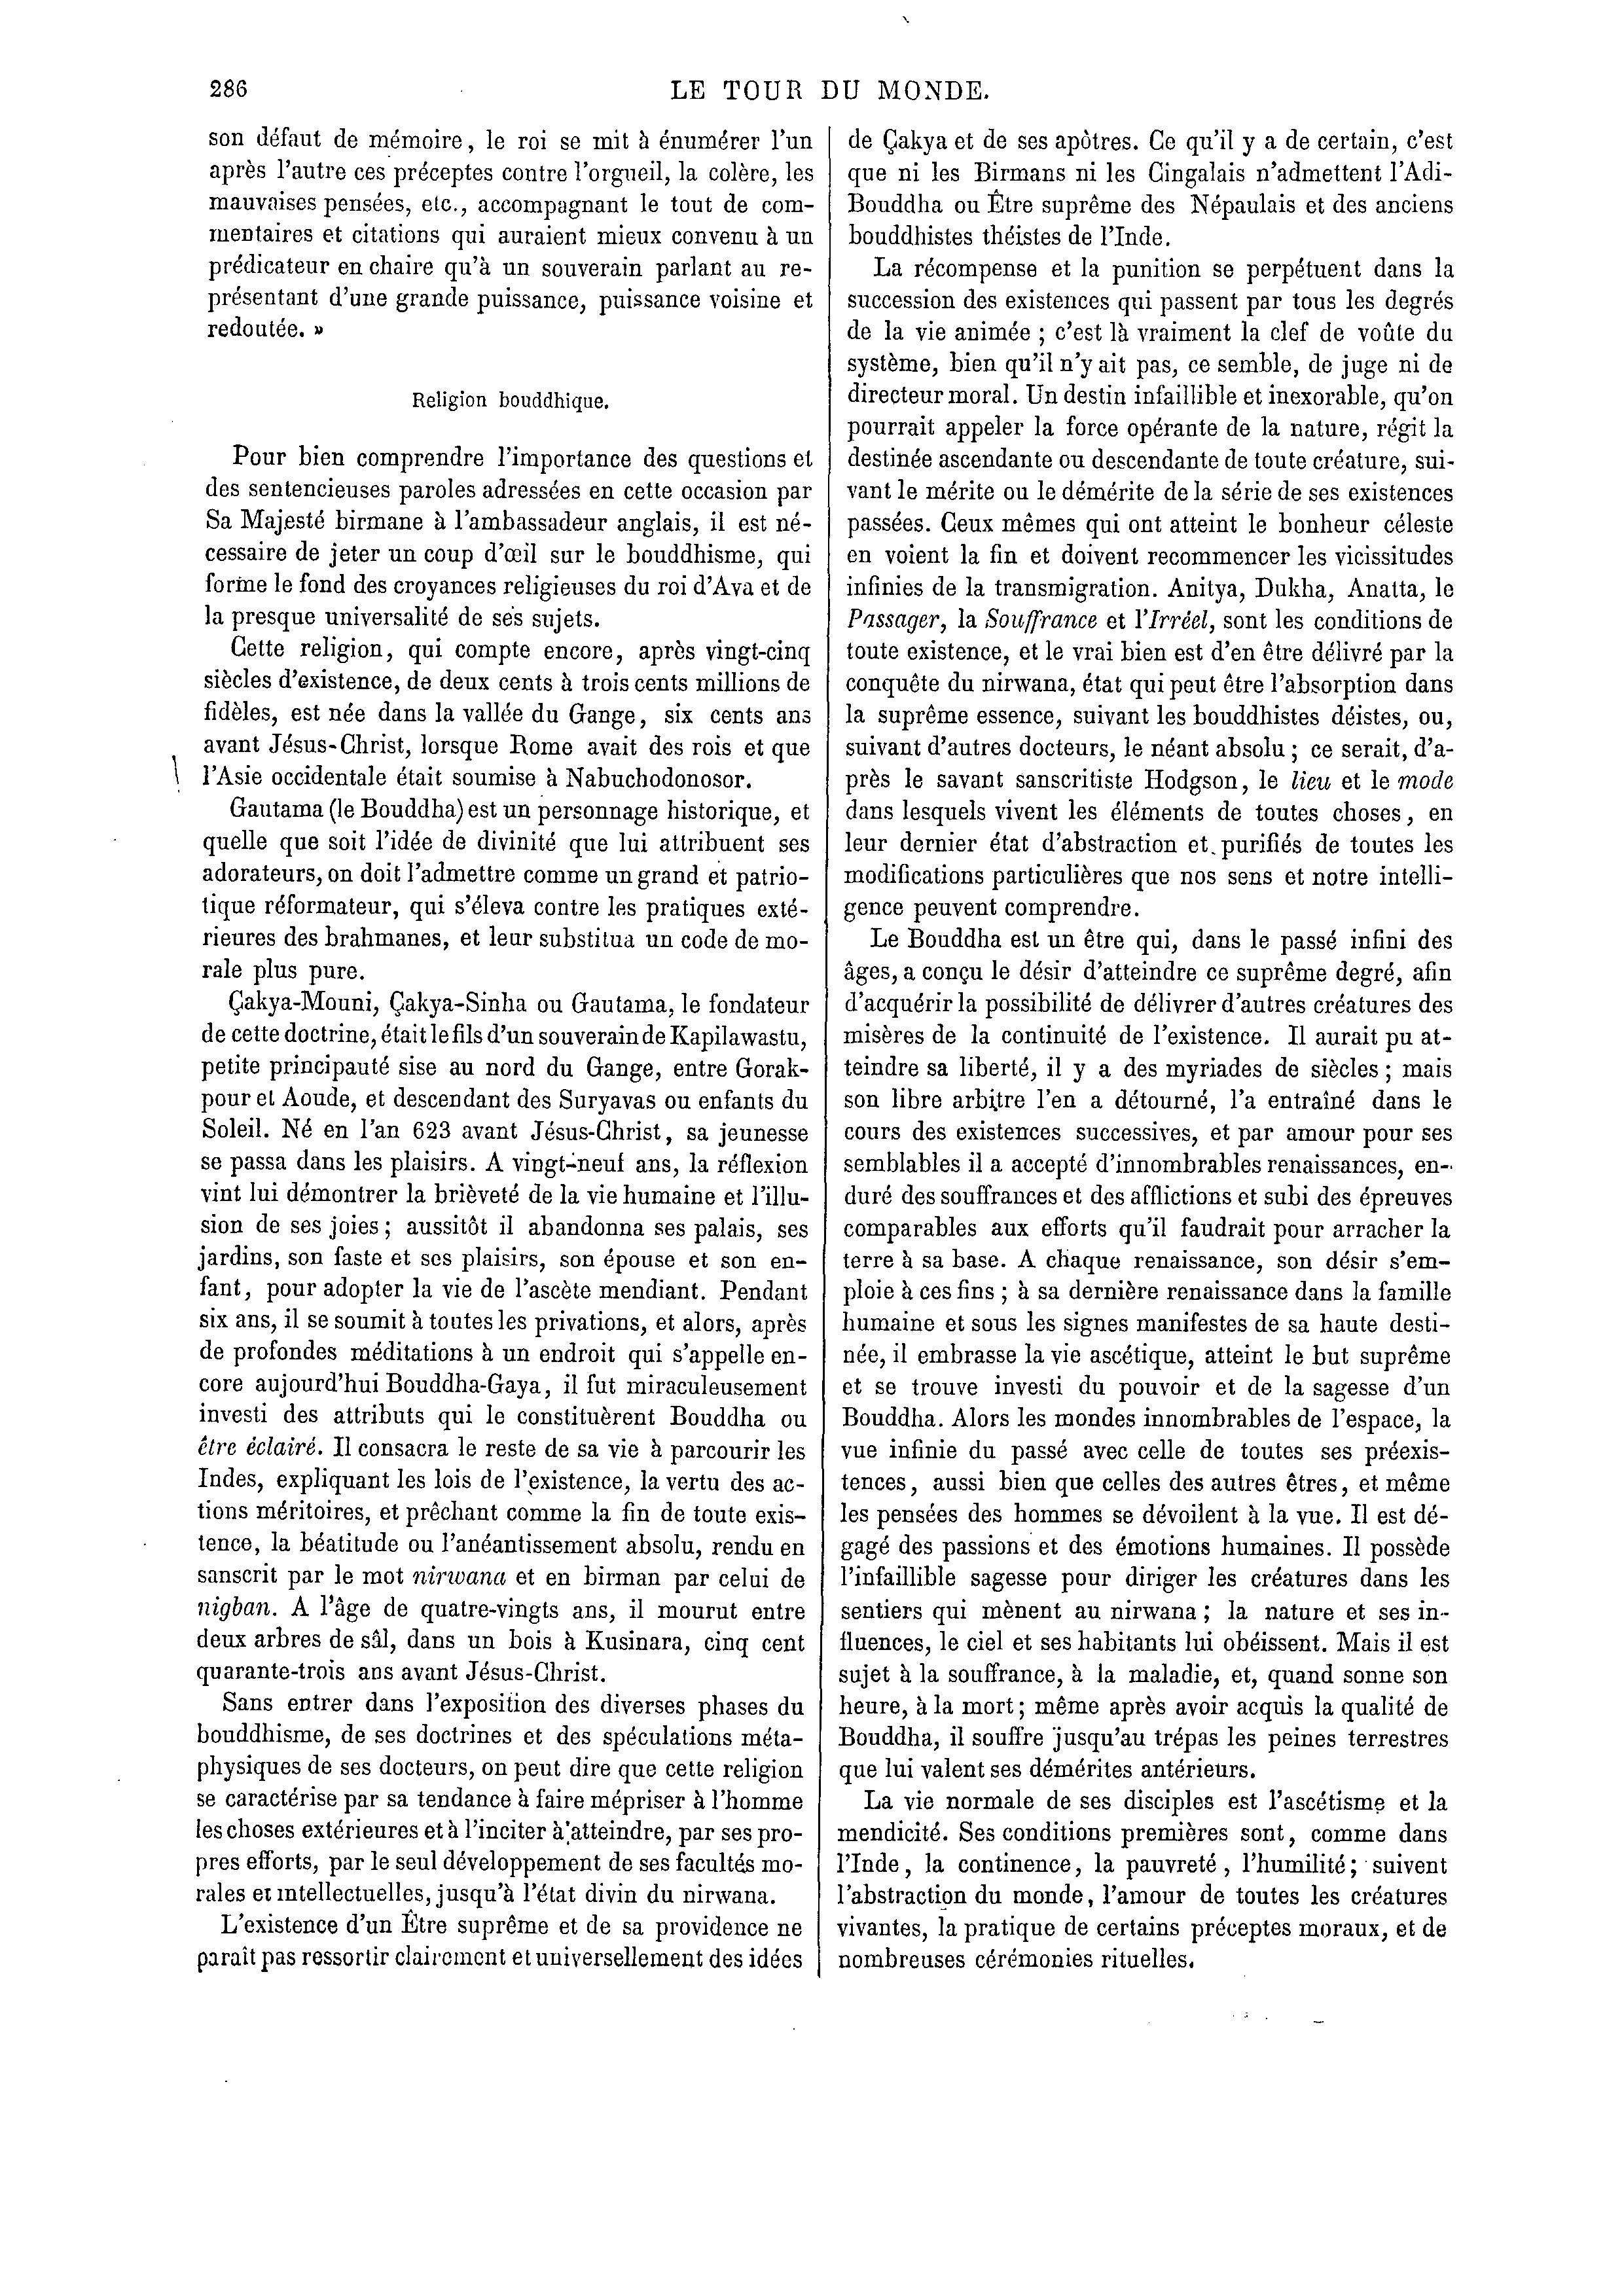 286
LE TOUR DU MONDE.
son défaut de mémoire, le roi se mit à énumérer l'un
après l'autre ces préceptes contre l'orgueil, la colère, les
mauvaises pensées, etc., accompagnant le tout de com-
mentaires et citations qui auraient mieux convenu à un
prédicateur en chaire qu'à un souverain parlant au re-
présentant d'une grande puissance, puissance voisine et
redoutée. »
Religion bouddhique.
Pour bien comprendre l'importance des questions et
des sentencieuses paroles adressées en cette occasion par
Sa Majesté birmane à l'ambassadeur anglais, il est né-
cessaire de jeter un coup d'œil sur le bouddhisme, qui
forme le fond des croyances religieuses du roi d'Ava et de
la presque universalité de ses sujets.
Cette religion, qui compte encore, après vingt-cinq
siècles d'existence, de deux cents à trois cents millions de
fidèles, est née dans la vallée du Gange, six cents ans
avant Jésus-Christ, lorsque Rome avait des rois et que
l'Asie occidentale était soumise à Nabuchodonosor.
Gautama (le Bouddha) est un personnage historique, et
quelle que soit l'idée de divinité que lui attribuent ses
adorateurs, on doit l'admettre comme un grand et patrio-
tique réformateur, qui s'éleva contre les pratiques exté-
rieures des brahmanes, et leur substitua un code de mo-
rale plus pure.
Çakya-Mouni, Çakya-Sinha ou Gautama, le fondateur
de cette doctrine, était le fils d'un souverain de Kapilawastu,
petite principauté sise au nord du Gange, entre Gorak-
pour et Aoude, et descendant des Suryavas ou enfants du
Soleil. Né en l'an 623 avant Jésus-Christ, sa jeunesse
se passa dans les plaisirs. A vingt-neuf ans, la réflexion
vint lui démontrer la brièveté de la vie humaine et l'illu-
sion de ses joies ; aussitôt il abandonna ses palais, ses
jardins, son faste et ses plaisirs, son épouse et son en-
fant, pour adopter la vie de l'ascète mendiant. Pendant
six ans, il se soumit à toutes les privations, et alors, après
de profondes méditations à un endroit qui s'appelle en-
core aujourd'hui Bouddha-Gaya, il fut miraculeusement
investi des attributs qui le constituèrent Bouddha ou
être éclairé. Il consacra le reste de sa vie à parcourir les
Indes, expliquant les lois de l'existence, la vertu des ac-
tions méritoires, et prêchant comme la fin de toute exis-
tence, la béatitude ou l'anéantissement absolu, rendu en
sanscrit par le mot nirwana et en birman par celui de
nigban. A l'âge de quatre-vingts ans, il mourut entre
deux arbres de sâl, dans un bois à Kusinara, cinq cent
quarante-trois ans avant Jésus-Christ.
Sans entrer dans l'exposition des diverses phases du
bouddhisme, de ses doctrines et des spéculations méta-
physiques de ses docteurs, on peut dire que cette religion
se caractérise par sa tendance à faire mépriser à l'homme
les choses extérieures et à l'inciter à atteindre, par ses pro-
pres efforts, par le seul développement de ses facultés mo-
rales et intellectuelles, jusqu'à l'état divin du nirwana.
L'existence d'un Être suprême et de sa providence ne
paraît pas ressortir clairement et universellement des idées
de Çakya et de ses apôtres. Ce qu'il y a de certain, c'est
que ni les Birmans ni les Cingalais n'admettent l'Adi-
Bouddha ou Être suprême des Népaulais et des anciens
bouddhistes théistes de l'Inde.
La récompense et la punition se perpétuent dans la
succession des existences qui passent par tous les degrés
de la vie animée ; c'est là vraiment la clef de voûte du
système, bien qu'il n'y ait pas, ce semble, de juge ni de
directeur moral. Un destin infaillible et inexorable, qu'on
pourrait appeler la force opérante de la nature, régit la
destinée ascendante ou descendante de toute créature, sui-
vant le mérite ou le démérite de la série de ses existences
passées. Ceux mêmes qui ont atteint le bonheur céleste
en voient la fin et doivent recommencer les vicissitudes
infinies de la transmigration. Anitya, Dukha, Anatta, le
Passager, la Souffrance et l'Irréel, sont les conditions de
toute existence, et le vrai bien est d'en être délivré par la
conquête du nirwana, état qui peut être l'absorption dans
la suprême essence, suivant les bouddhistes déistes, ou,
suivant d'autres docteurs, le néant absolu ; ce serait, d'a-
près le savant sanscritiste Hodgson, le lieu et le mode
dans lesquels vivent les éléments de toutes choses, en
leur dernier état d'abstraction et purifiés de toutes les
modifications particulières que nos sens et notre intelli-
gence peuvent comprendre.
Le Bouddha est un être qui, dans le passé infini des
âges, a conçu le désir d'atteindre ce suprême degré, afin
d'acquérir la possibilité de délivrer d'autres créatures des
misères de la continuité de l'existence. Il aurait pu at-
teindre sa liberté, il y a des myriades de siècles ; mais
son libre arbitre l'en a détourné, l'a entraîné dans le
cours des existences successives, et par amour pour ses
semblables il a accepté d'innombrables renaissances, en-
duré des souffrances et des afflictions et subi des épreuves
comparables aux efforts qu'il faudrait pour arracher la
terre à sa base. A chaque renaissance, son désir s'em-
ploie à ces fins ; à sa dernière renaissance dans la famille
humaine et sous les signes manifestes de sa haute desti-
née, il embrasse la vie ascétique, atteint le but suprême
et se trouve investi du pouvoir et de la sagesse d'un
Bouddha. Alors les mondes innombrables de l'espace, la
vue infinie du passé avec celle de toutes ses préexis-
tences, aussi bien que celles des autres êtres, et même
les pensées des hommes se dévoilent à la vue. Il est dé-
gagé des passions et des émotions humaines. Il possède
l'infaillible sagesse pour diriger les créatures dans les
sentiers qui mènent au nirwana ; la nature et ses in-
fluences, le ciel et ses habitants lui obéissent. Mais il est
sujet à la souffrance, à la maladie, et, quand sonne son
heure, à la mort ; même après avoir acquis la qualité de
Bouddha, il souffre jusqu'au trépas les peines terrestres
que lui valent ses démérites antérieurs.
La vie normale de ses disciples est l'ascétisme et la
mendicité. Ses conditions premières sont, comme dans
l'Inde, la continence, la pauvreté, l'humilité ; suivent
l'abstraction du monde, l'amour de toutes les créatures
vivantes, la pratique de certains préceptes moraux, et de
nombreuses cérémonies rituelles.